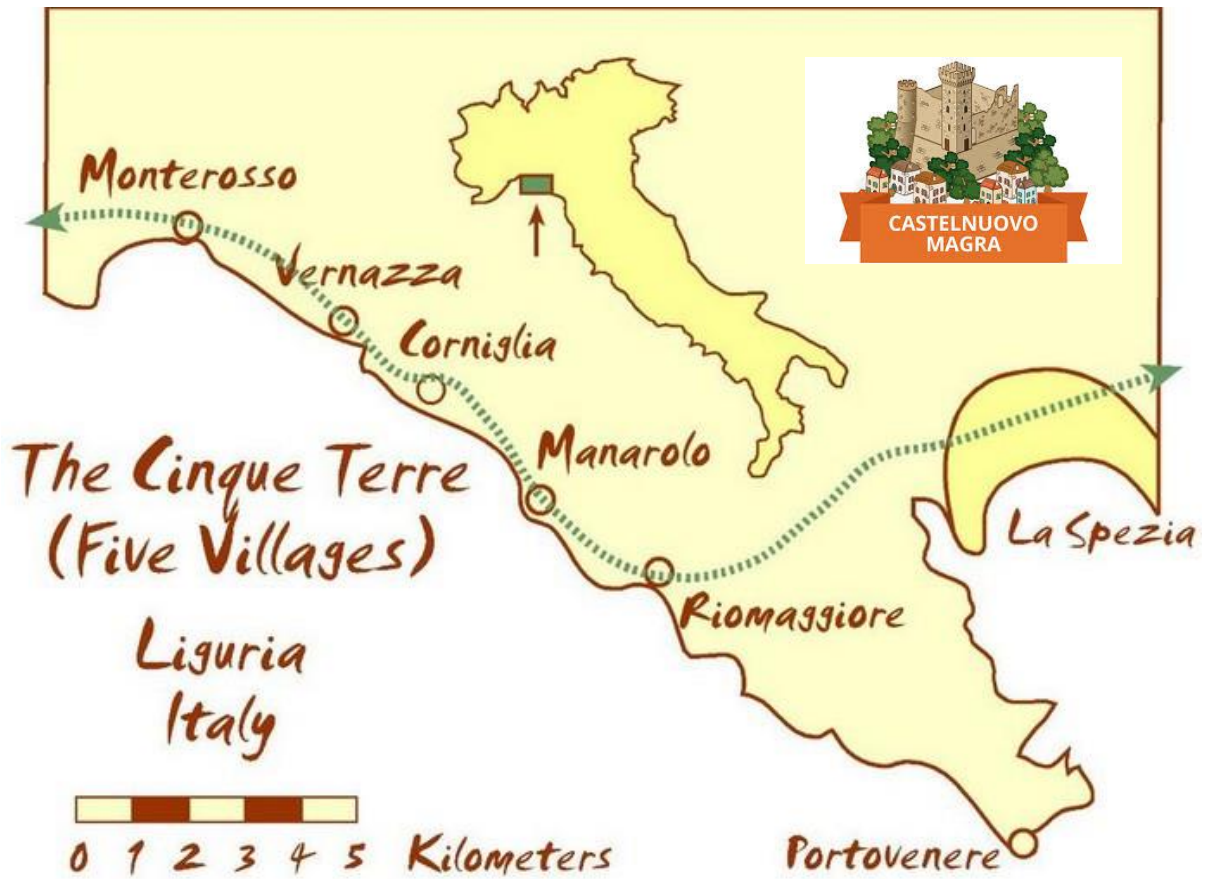 Monterosso
CASTELNUOVO
MAGRA
Vernazza
Corniglia
Manarolo
The Cinque Terre
(Five Villages)
La Spezia
Riomaggiore
Liguria
Italy
0 1 2 3 4 5 Kilometers
Portovenere